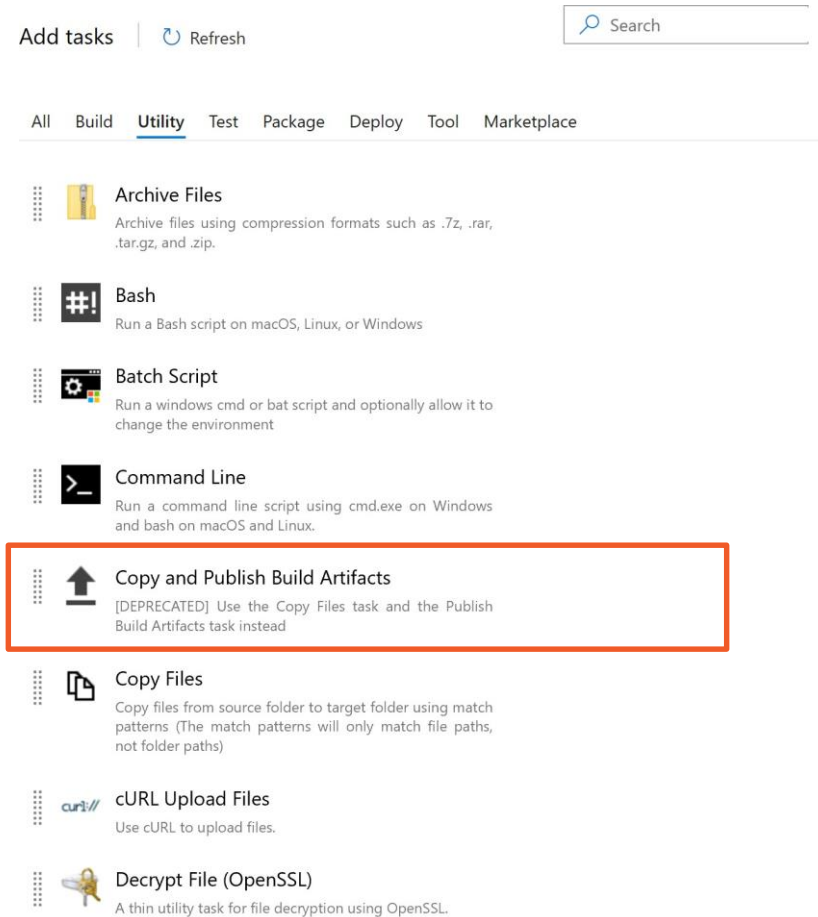 Add tasks
Refresh
Search
All Build Utility Test Package Deploy Tool Marketplace
Archive Files
Archive files using compression formats such as .7z, .rar,
.tar.gz, and .zip.
#!
Bash
Run a Bash script on macOS, Linux, or Windows
Batch Script
Run a windows cmd or bat script and optionally allow it to
change the environment
>_
Command Line
Run a command line script using cmd.exe on Windows
and bash on macOS and Linux.
Copy and Publish Build Artifacts
[DEPRECATED] Use the Copy Files task and the Publish
Build Artifacts task instead
Copy Files
Copy files from source folder to target folder using match
patterns (The match patterns will only match file paths,
not folder paths)
curl://
cURL Upload Files
Use cURL to upload files.
Decrypt File (OpenSSL)
A thin utility task for file decryption using OpenSSL.